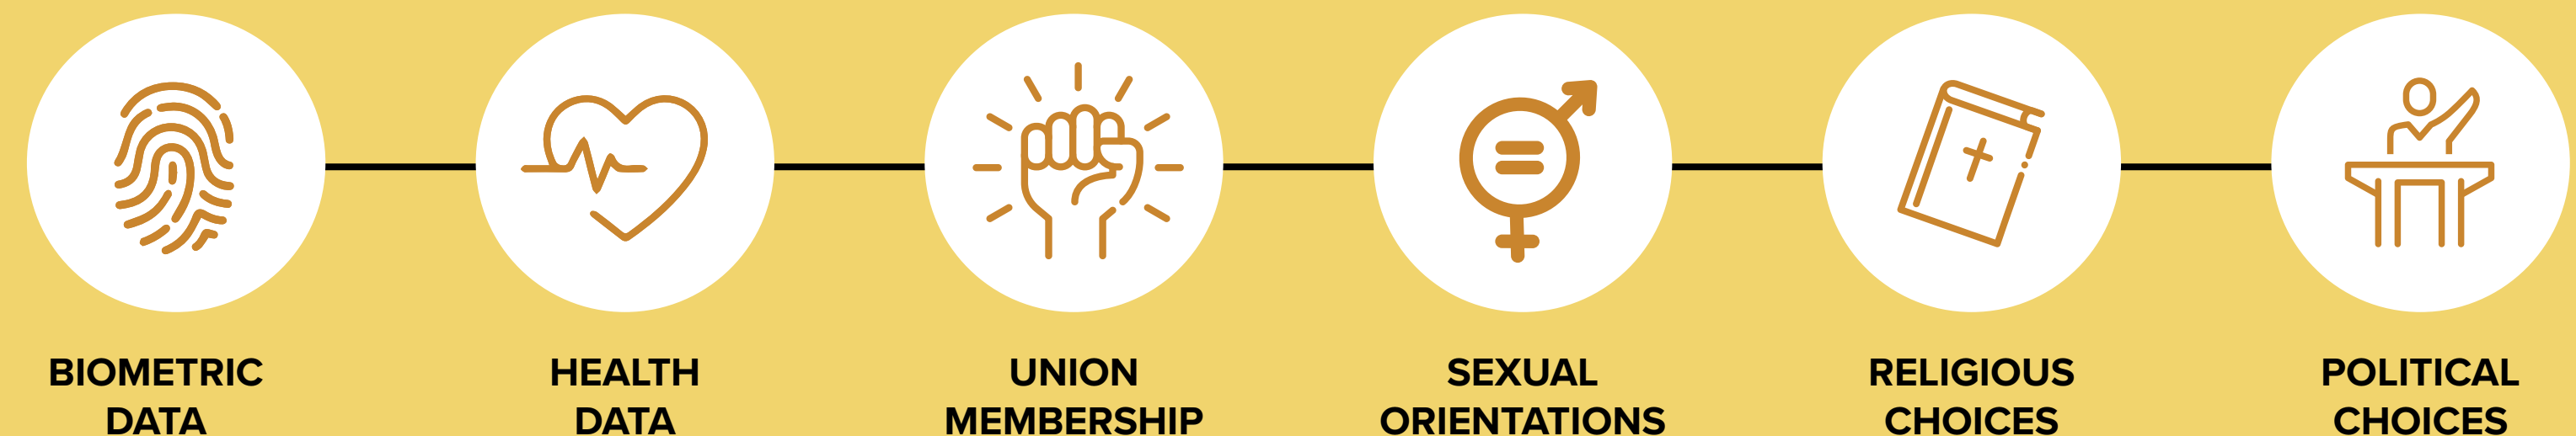 BIOMETRIC
DATA
HEALTH
DATA
UNION
MEMBERSHIP
SEXUAL
ORIENTATIONS
RELIGIOUS
CHOICES
POLITICAL
CHOICES